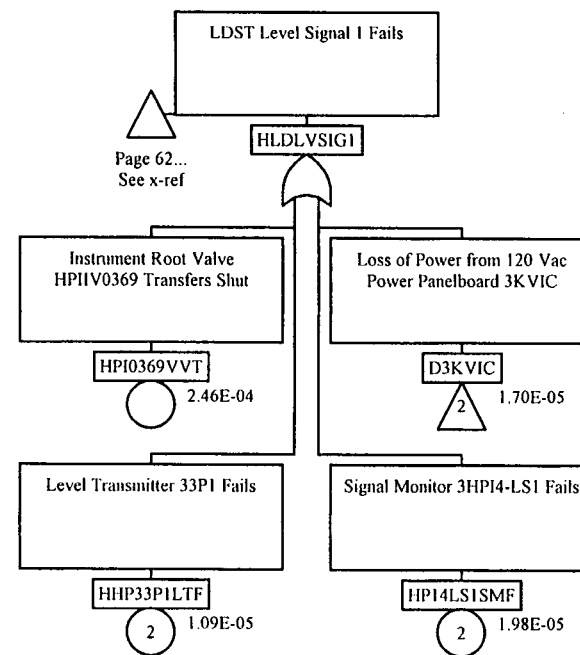 LDST Level Signal 1 Fails
HLDLVSIG1
Page 62...
See x-ref
Instrument Root Valve
HPIIV0369 Transfers Shut
Loss of Power from 120 Vac
Power Panelboard 3KVIC
HPI0369VVT
2.46E-04
D3KVIC
2
1.70E-05
Level Transmitter 33P1 Fails
Signal Monitor 3HPI4-LS1 Fails
HHP33P1LTF
2
1.09E-05
HPI4LS1SMF
2
1.98E-05